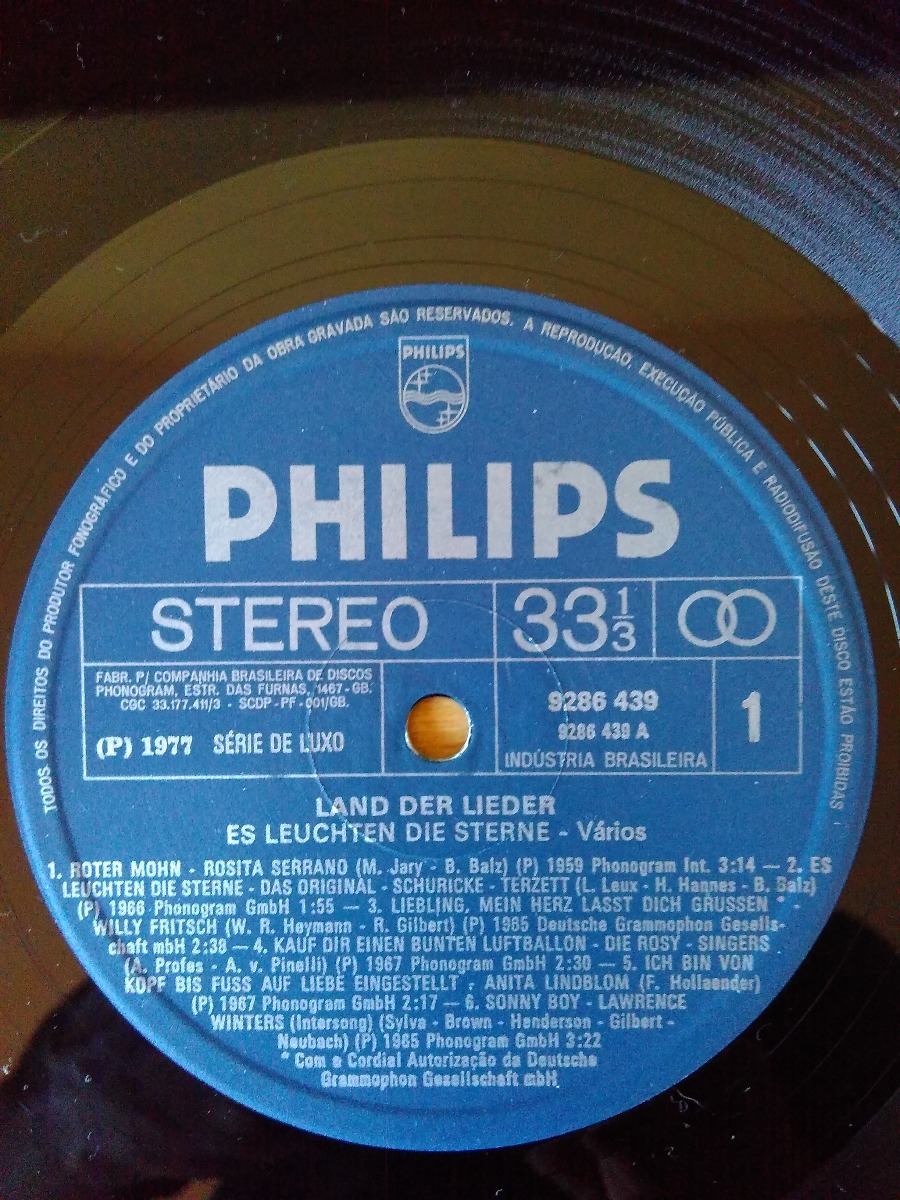 TODOS OS DIREITOS DO PRODUTOR FONOGRÁFICO E DO PROPRIETÁRIO DA OBRA GRAVADA SÃO RESERVADOS. A REPRODUÇÃO, EXECUÇÃO PÚBLICA E RADIODIFUSÃO DESTE DISCO ESTÃO PROIBIDAS
PHILIPS
PHILIPS
STEREO
33 1/3
FABR. P/ COMPANHIA BRASILEIRA DE DISCOS
PHONOGRAM, ESTR. DAS FURNAS, 1467-GB.
CGC 33.177.411/3 - SCDP-PF-001/GB.
(P) 1977 SÉRIE DE LUXO
9286 439
9286 439 A
INDÚSTRIA BRASILEIRA
1
LAND DER LIEDER
ES LEUCHTEN DIE STERNE - Vários
1. ROTER MOHN - ROSITA SERRANO (M. Jary - B. Balz) (P) 1959 Phonogram Int. 3:14 — 2. ES
LEUCHTEN DIE STERNE - DAS ORIGINAL - SCHURICKE - TERZETT (L. Leux - H. Hannes - B. Balz)
(P) 1966 Phonogram GmbH 1:55 — 3. LIEBLING, MEIN HERZ LASST DICH GRUSSEN * -
WILLY FRITSCH (W. R. Heymann - R. Gilbert) (P) 1965 Deutsche Grammophon Gesells-
chaft mbH 2:38 — 4. KAUF DIR EINEN BUNTEN LUFTBALLON - DIE ROSY - SINGERS
(A. Profes - A. v. Pinelli) (P) 1967 Phonogram GmbH 2:30 — 5. ICH BIN VON
KOPF BIS FUSS AUF LIEBE EINGESTELLT - ANITA LINDBLOM (F. Hollaender)
(P) 1967 Phonogram GmbH 2:17 — 6. SONNY BOY - LAWRENCE
WINTERS (Intersong) (Sylva - Brown - Henderson - Gilbert -
Neubach) (P) 1965 Phonogram GmbH 3:22
* Com a Cordial Autorização da Deutsche
Grammophon Gesellschaft mbH.